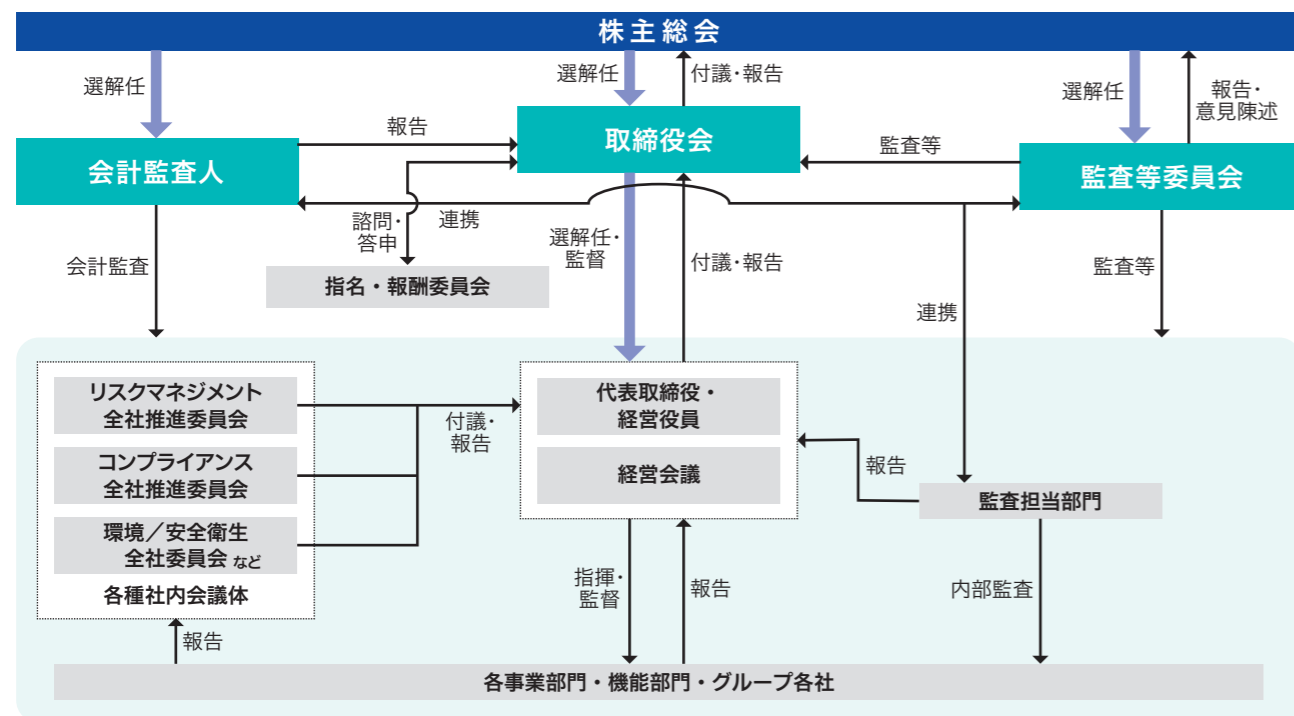 株主総会
選解任
選解任
付議・報告
選解任
報告・
意見陳述
会計監査人
報告
取締役会
監査等
監査等委員会
諮問・
答申
連携
選解任・
監督
付議・報告
会計監査
指名・報酬委員会
監査等
連携
リスクマネジメント
全社推進委員会
コンプライアンス
全社推進委員会
環境／安全衛生
全社委員会 など
各種社内会議体
付議・
報告
代表取締役・
経営役員
経営会議
報告
監査担当部門
指揮・
監督
報告
内部監査
報告
各事業部門・機能部門・グループ各社